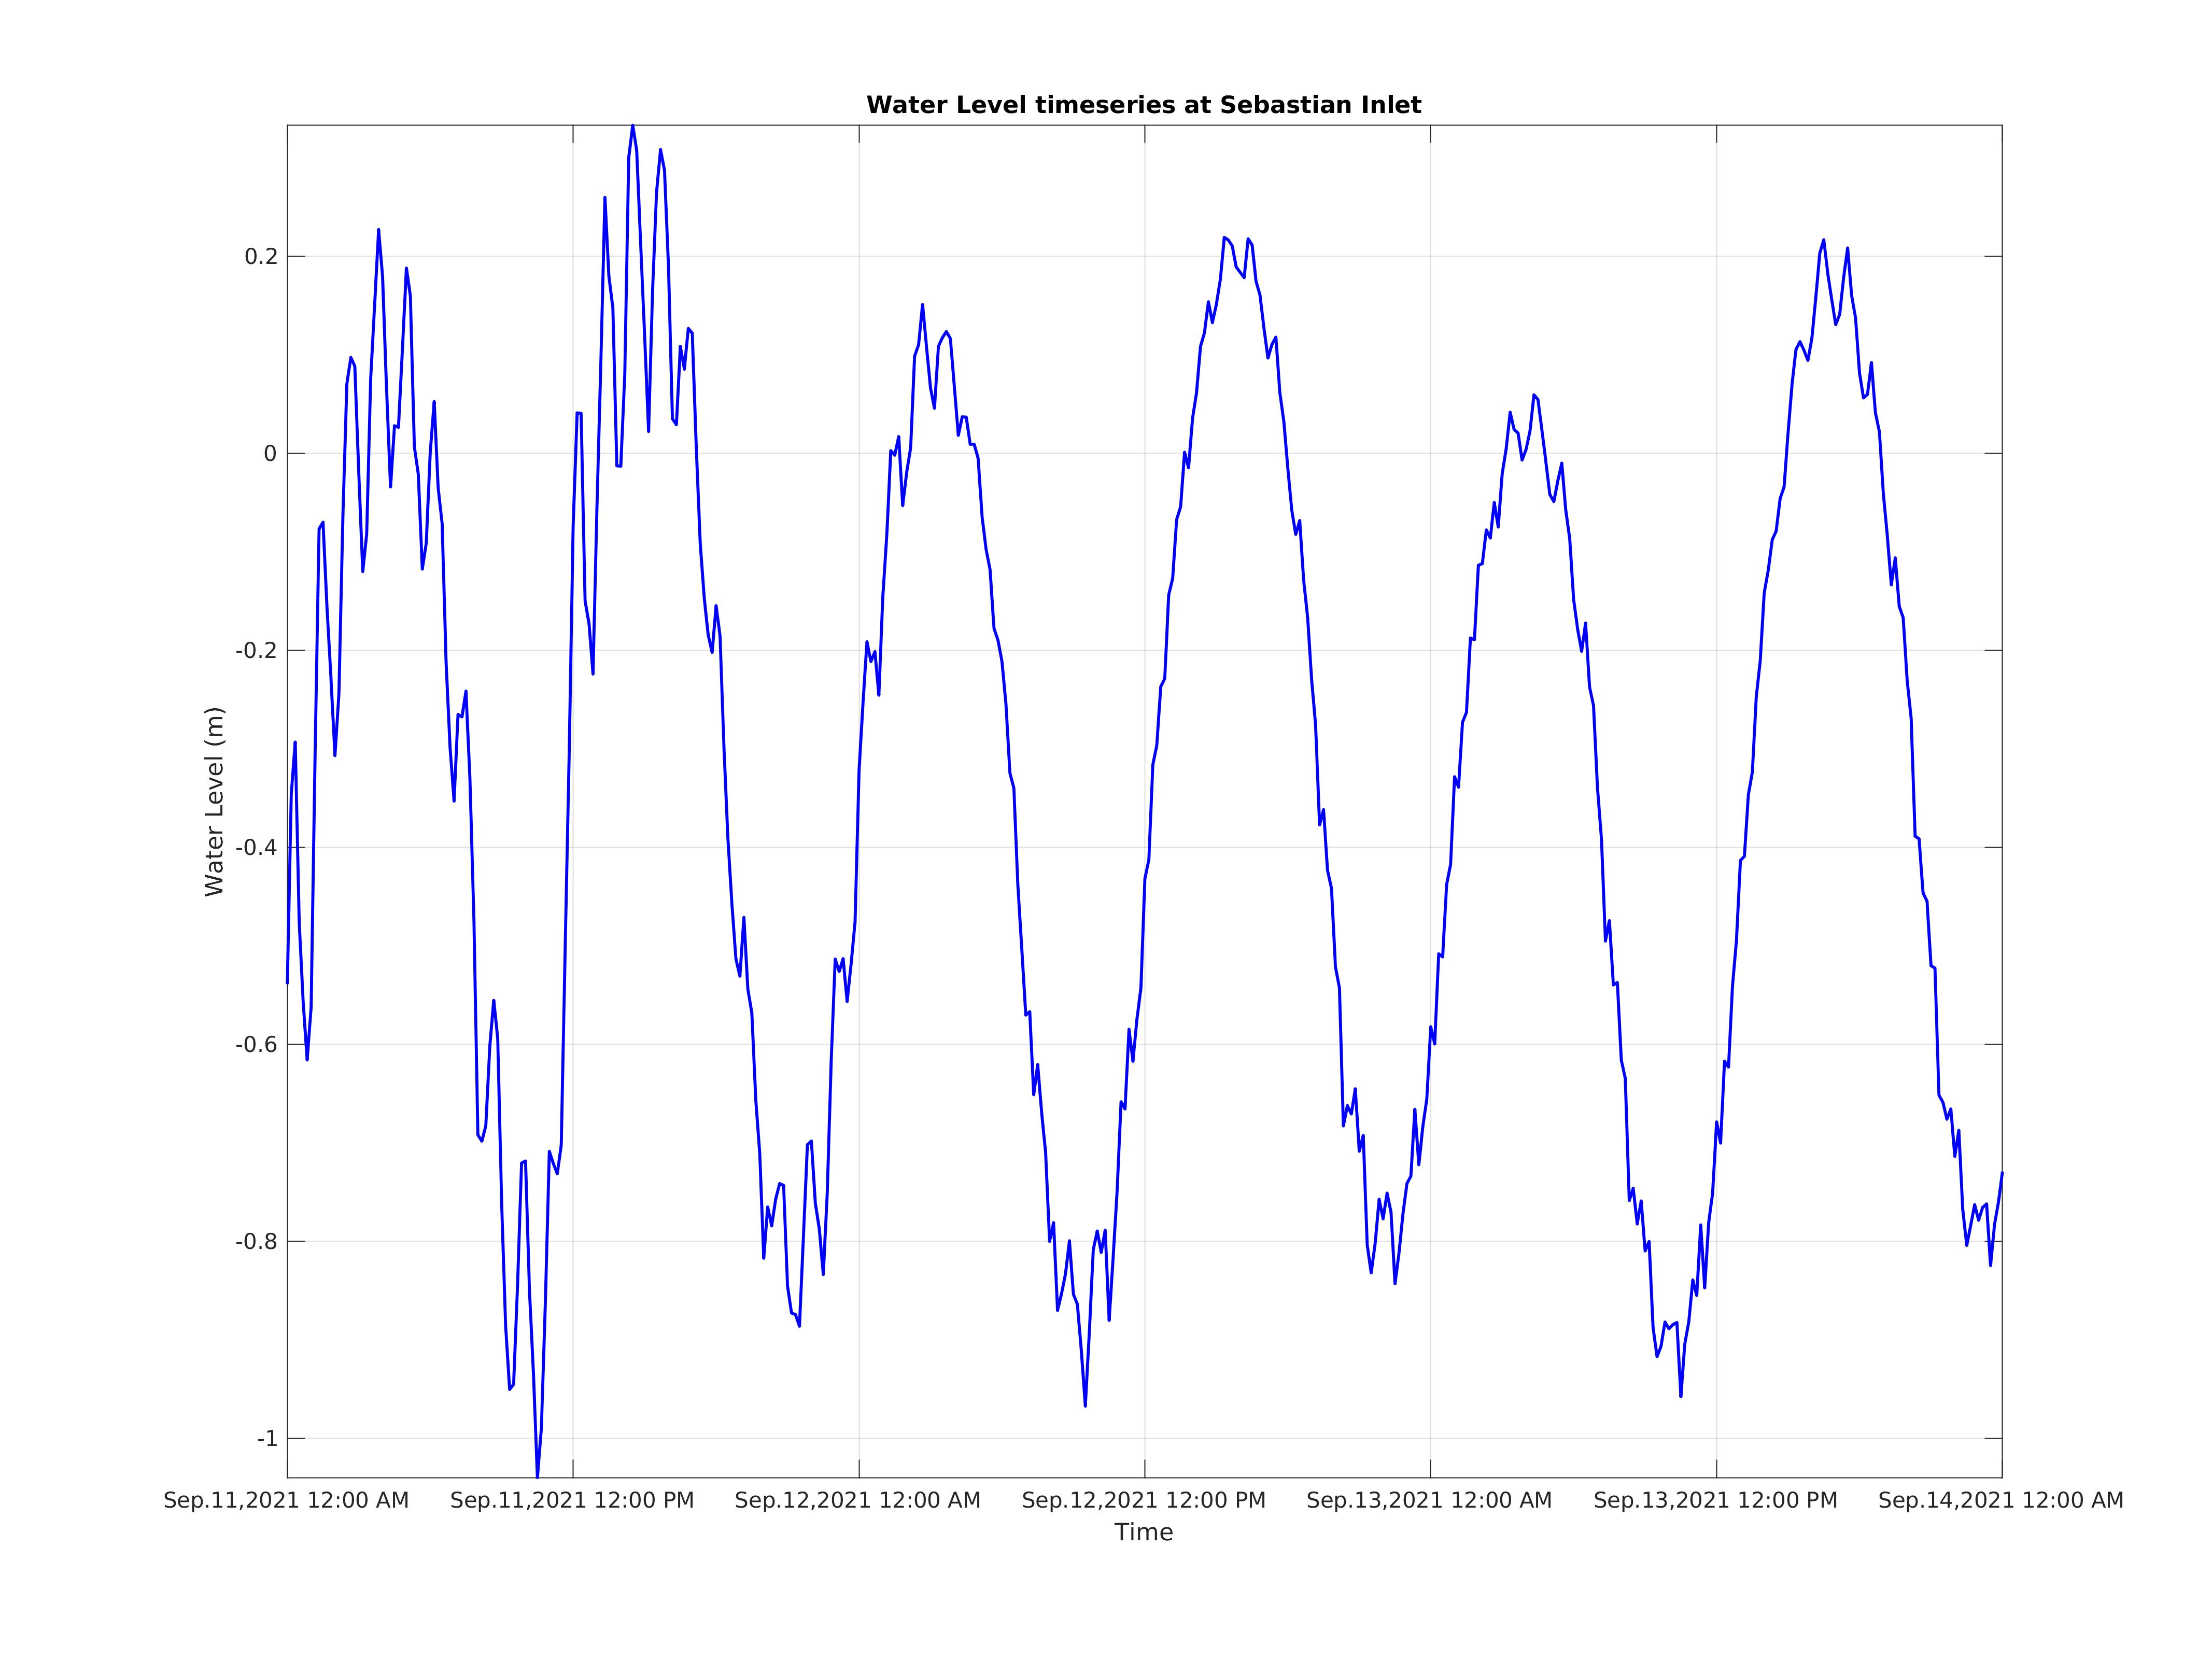 Water Level timeseries at Sebastian Inlet
0.2
0
-0.2
-0.4
-0.6
-0.8
-1
Water Level (m)
Sep.11,2021 12:00 AM Sep.11,2021 12:00 PM Sep.12,2021 12:00 AM Sep.12,2021 12:00 PM Sep.13,2021 12:00 AM Sep.13,2021 12:00 PM Sep.14,2021 12:00 AM
Time